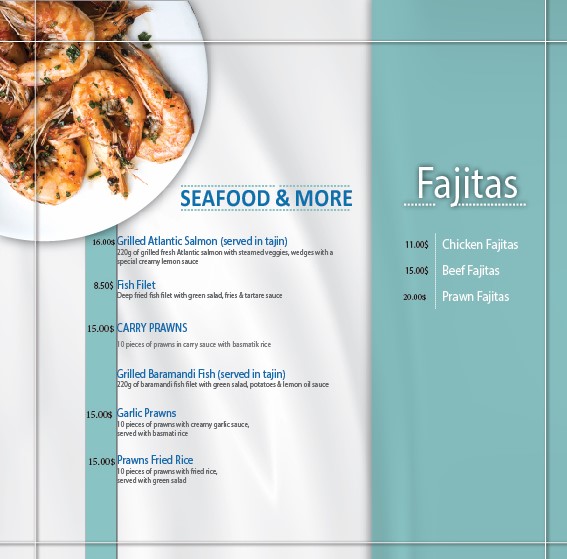 SEAFOOD & MORE
16.00$ Grilled Atlantic Salmon (served in tajin)
220g of grilled fresh Atlantic salmon with steamed veggies, wedges with a
special creamy lemon sauce
8.50$ Fish Filet
Deep fried fish filet with green salad, fries & tartare sauce
15.00$ CARRY PRAWNS
10 pieces of prawns in carry sauce with basmatik rice
Grilled Baramandi Fish (served in tajin)
220g of baramandi fish filet with green salad, potatoes & lemon oil sauce
15.00$ Garlic Prawns
10 pieces of prawns with creamy garlic sauce,
served with basmati rice
15.00$ Prawns Fried Rice
10 pieces of prawns with fried rice,
served with green salad
Fajitas
11.00$ Chicken Fajitas
15.00$ Beef Fajitas
20.00$ Prawn Fajitas